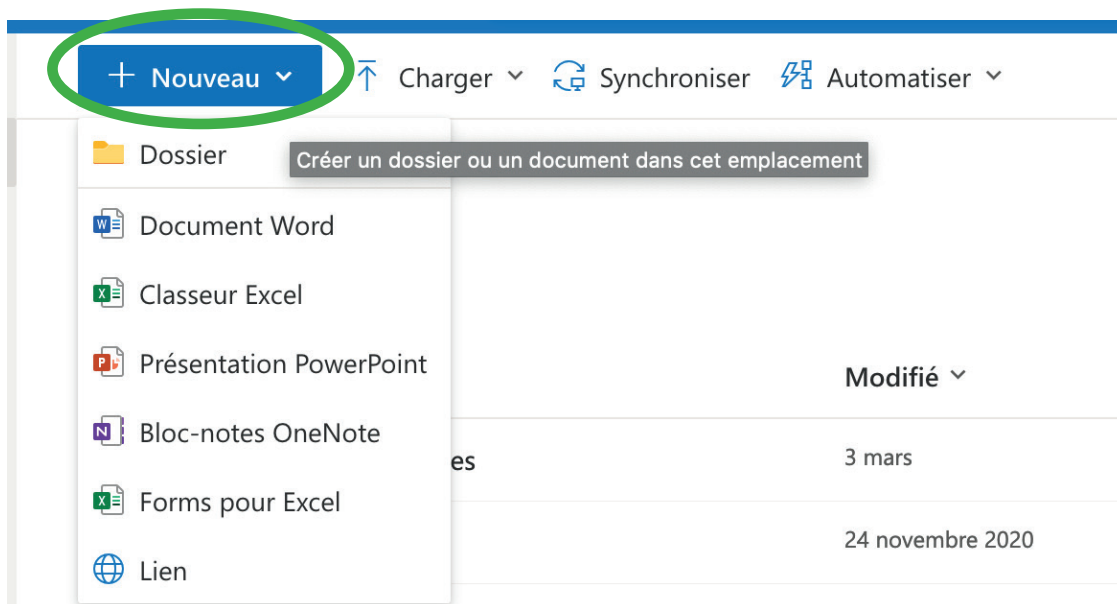 + Nouveau
Charger
Synchroniser
Automatiser
Dossier
Créer un dossier ou un document dans cet emplacement
Document Word
Classeur Excel
Présentation PowerPoint
Modifié
Bloc-notes OneNote
es
3 mars
Forms pour Excel
24 novembre 2020
Lien